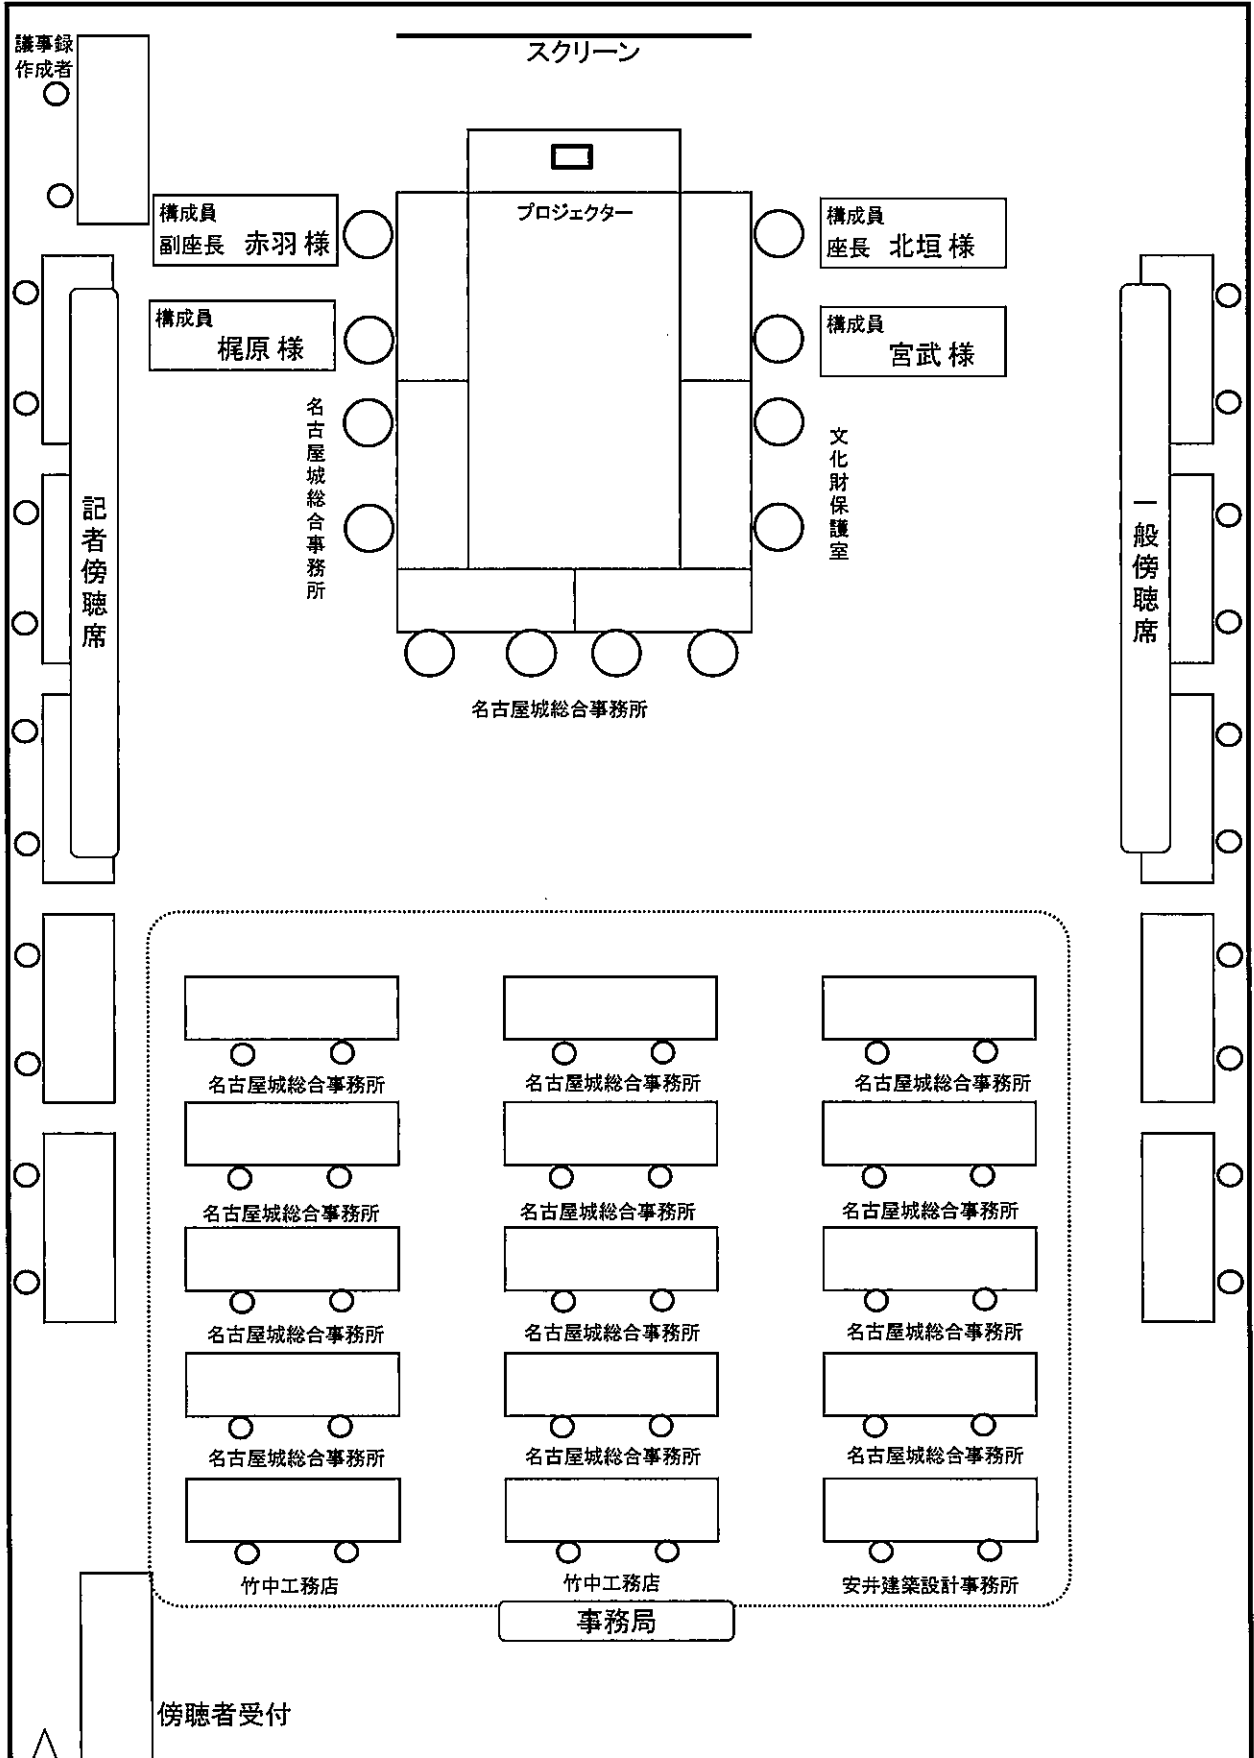 議事録
作成者
スクリーン
プロジェクター
構成員
副座長 赤羽 様
構成員
座長 北垣 様
構成員
梶原 様
構成員
宮武 様
名古屋城総合事務所
文化財保護室
記者傍聴席
一般傍聴席
名古屋城総合事務所
名古屋城総合事務所
名古屋城総合事務所
名古屋城総合事務所
名古屋城総合事務所
名古屋城総合事務所
名古屋城総合事務所
名古屋城総合事務所
名古屋城総合事務所
名古屋城総合事務所
名古屋城総合事務所
名古屋城総合事務所
名古屋城総合事務所
竹中工務店
竹中工務店
安井建築設計事務所
事務局
傍聴者受付